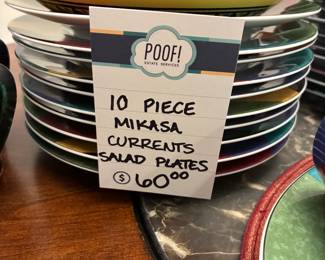 POOF!
ESTATE SERVICES
10 PIECE
MIKASA
CURRENTS
SALAD PLATES
$ 60.00